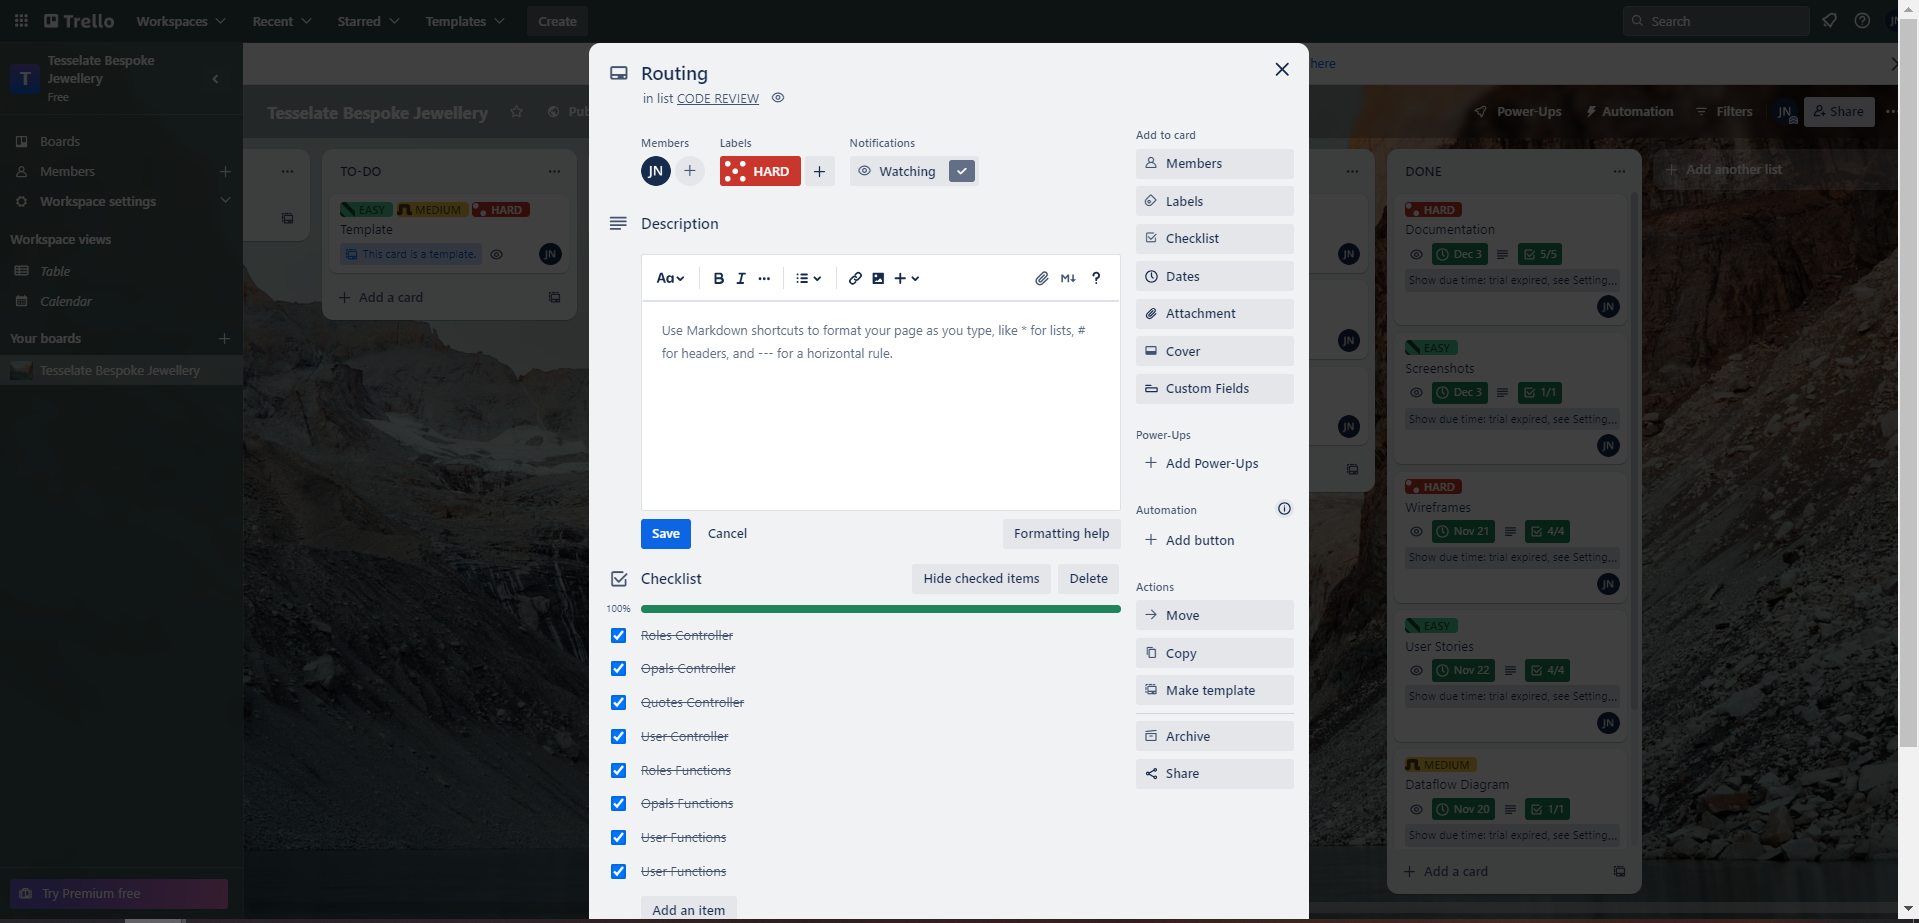 Trello
Workspaces
Recent
Starred
Templates
Create
Search
T
Tesselate Bespoke
Jewellery
Free
Boards
Members
Workspace settings
Workspace views
Table
Calendar
Your boards
Tesselate Bespoke Jewellery
Try Premium free
here
Tesselate Bespoke Jewellery
Power-Ups
Automation
Filters
JN
Share
TO-DO
EASY
MEDIUM
HARD
Template
This card is a template.
JN
Add a card
Routing
in list CODE REVIEW
Members
Labels
Notifications
JN
HARD
Watching
Description
Aa
B
I
M↓
?
Use Markdown shortcuts to format your page as you type, like * for lists, #
for headers, and --- for a horizontal rule.
Save
Cancel
Formatting help
Checklist
Hide checked items
Delete
100%
Roles Controller
Opals Controller
Quotes Controller
User Controller
Roles Functions
Opals Functions
User Functions
User Functions
Add an item
Add to card
Members
Labels
Checklist
Dates
Attachment
Cover
Custom Fields
Power-Ups
Add Power-Ups
Automation
Add button
Actions
Move
Copy
Make template
Archive
Share
JN
JN
JN
DONE
HARD
Documentation
Dec 3
5/5
Show due time: trial expired, see Setting...
JN
EASY
Screenshots
Dec 3
1/1
Show due time: trial expired, see Setting...
JN
HARD
Wireframes
Nov 21
4/4
Show due time: trial expired, see Setting...
JN
EASY
User Stories
Nov 22
4/4
Show due time: trial expired, see Setting...
JN
MEDIUM
Dataflow Diagram
Nov 20
1/1
Show due time: trial expired, see Setting...
Add a card
Add another list